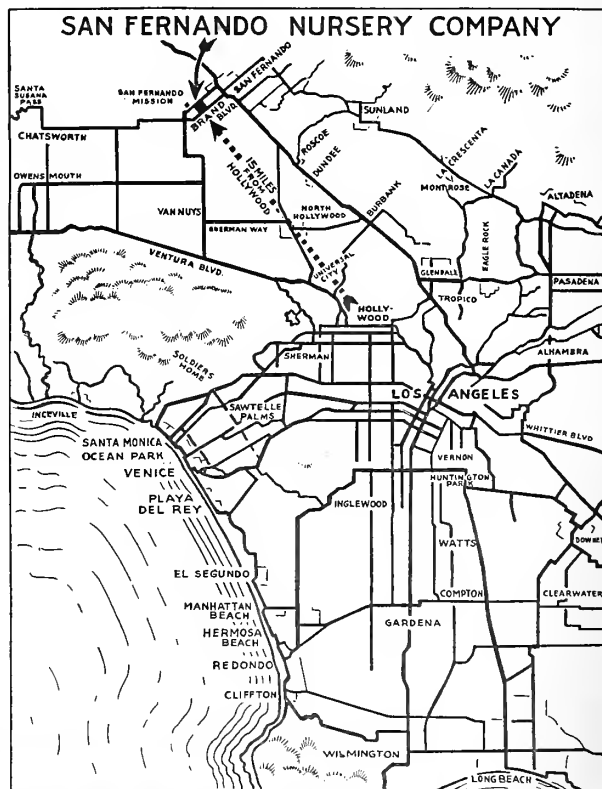 SAN FERNANDO NURSERY COMPANY
SANTA
SUSANA
PASS
SAN FERNANDO
MISSION
SAN FERNANDO
BRAND
BLVD.
SUNLAND
CHATSWORTH
ROSCOE
DUNDEE
LA CRESCENTA
MONTROSE
LA CANADA
OWENSMOUTH
15 MILES
FROM
HOLLYWOOD
ALTADENA
VAN NUYS
NORTH
HOLLYWOOD
BURBANK
SHERMAN WAY
EAGLE ROCK
VENTURA BLVD.
UNIVERSAL
CITY
GLENDALE
PASADENA
TROPICO
HOLLY-
WOOD
SOLDIERS
HOME
SHERMAN
ALHAMBRA
LOS ANGELES
INCEVILLE
SAWTELLE
PALMS
WHITTIER BLVD
SANTA MONICA
OCEAN PARK
VERNON
VENICE
HUNTINGTON
PARK
PLAYA
DEL REY
INGLEWOOD
WATTS
DOWNEY
EL SEGUNDO
COMPTON
CLEARWATER
MANHATTAN
BEACH
GARDENA
HERMOSA
BEACH
REDONDO
CLIFFTON
WILMINGTON
LONG BEACH